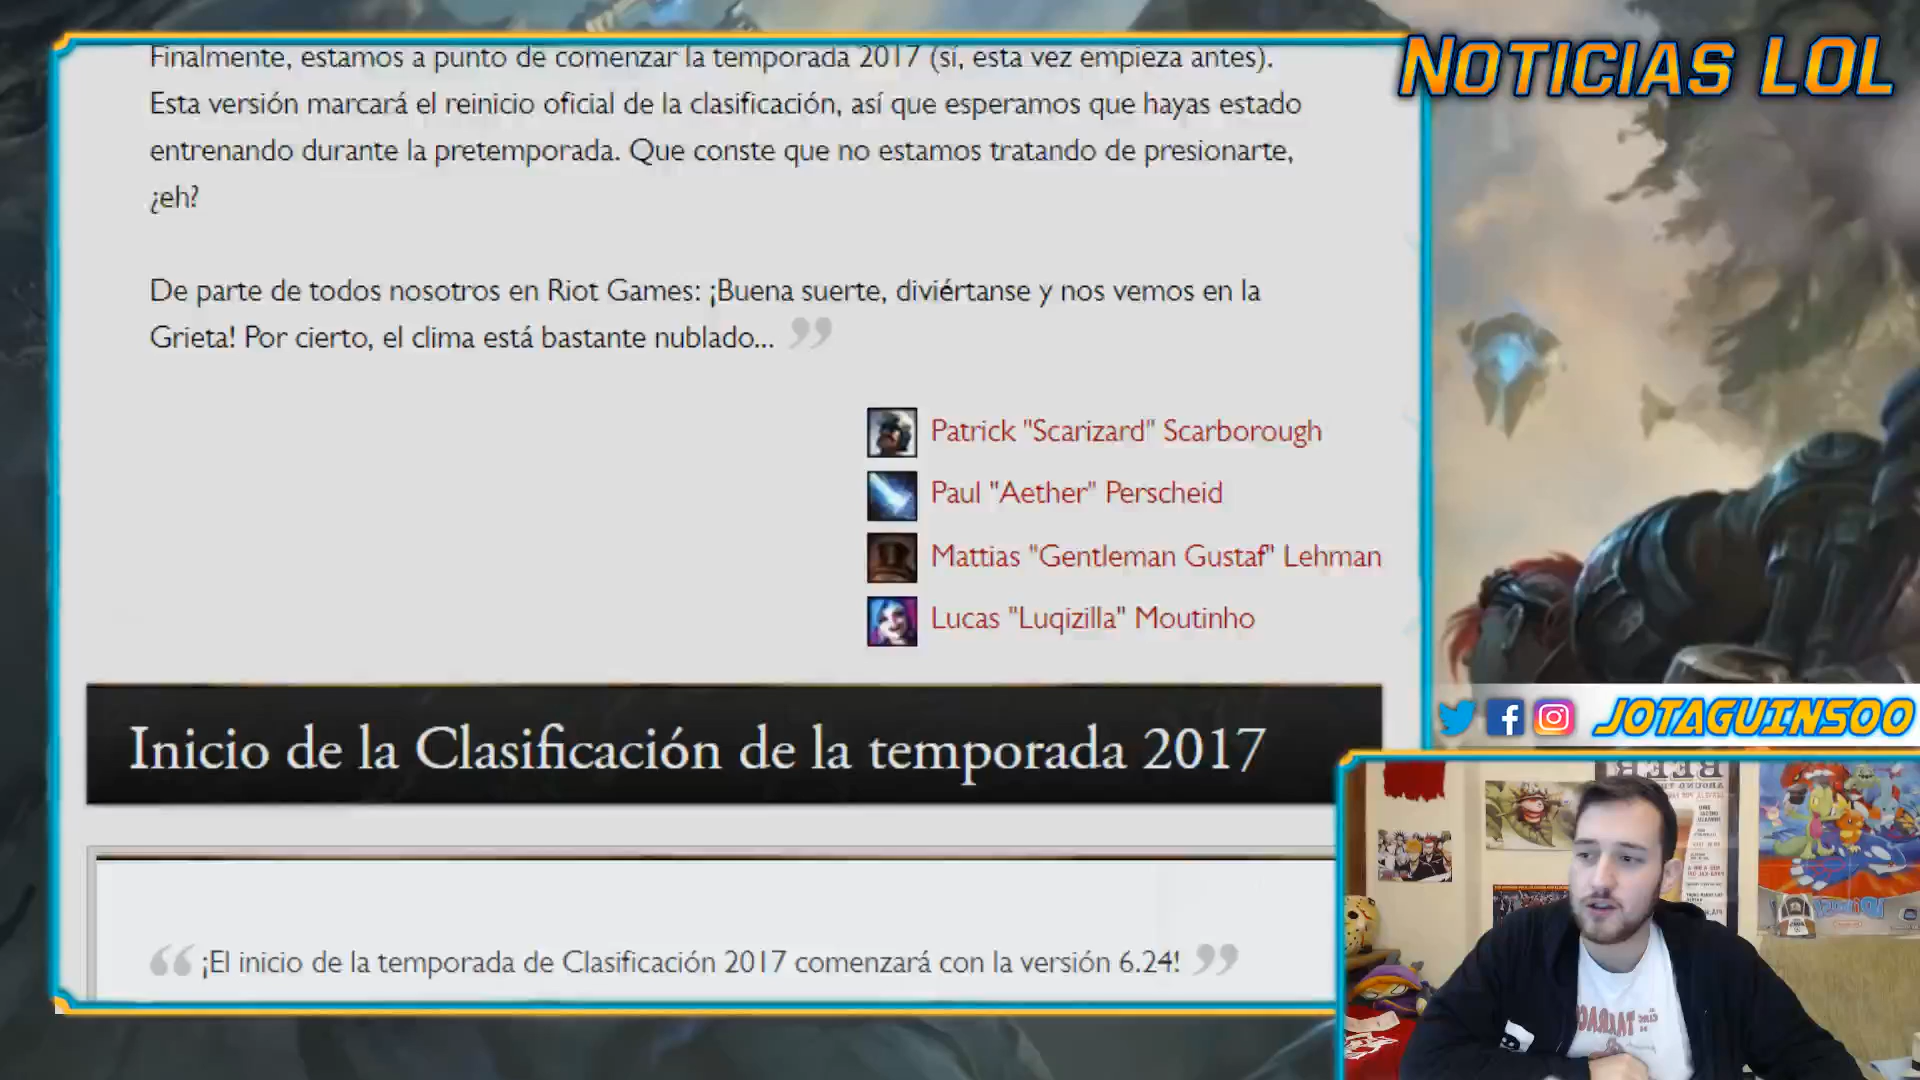 Finalmente, estamos a punto de comenzar la temporada 2017 (sí, esta vez empieza antes).
Esta versión marcará el reinicio oficial de la clasificación, así que esperamos que hayas estado
entrenando durante la pretemporada. Que conste que no estamos tratando de presionarte,
¿eh?
De parte de todos nosotros en Riot Games: ¡Buena suerte, diviértanse y nos vemos en la
Grieta! Por cierto, el clima está bastante nublado... ”
Patrick "Scarizard" Scarborough
Paul "Aether" Perscheid
Mattias "Gentleman Gustaf" Lehman
Lucas "Luqizilla" Moutinho
Inicio de la Clasificación de la temporada 2017
“ ¡El inicio de la temporada de Clasificación 2017 comenzará con la versión 6.24! ”
NOTICIAS LOL
JOTAGUINSOO
BEER